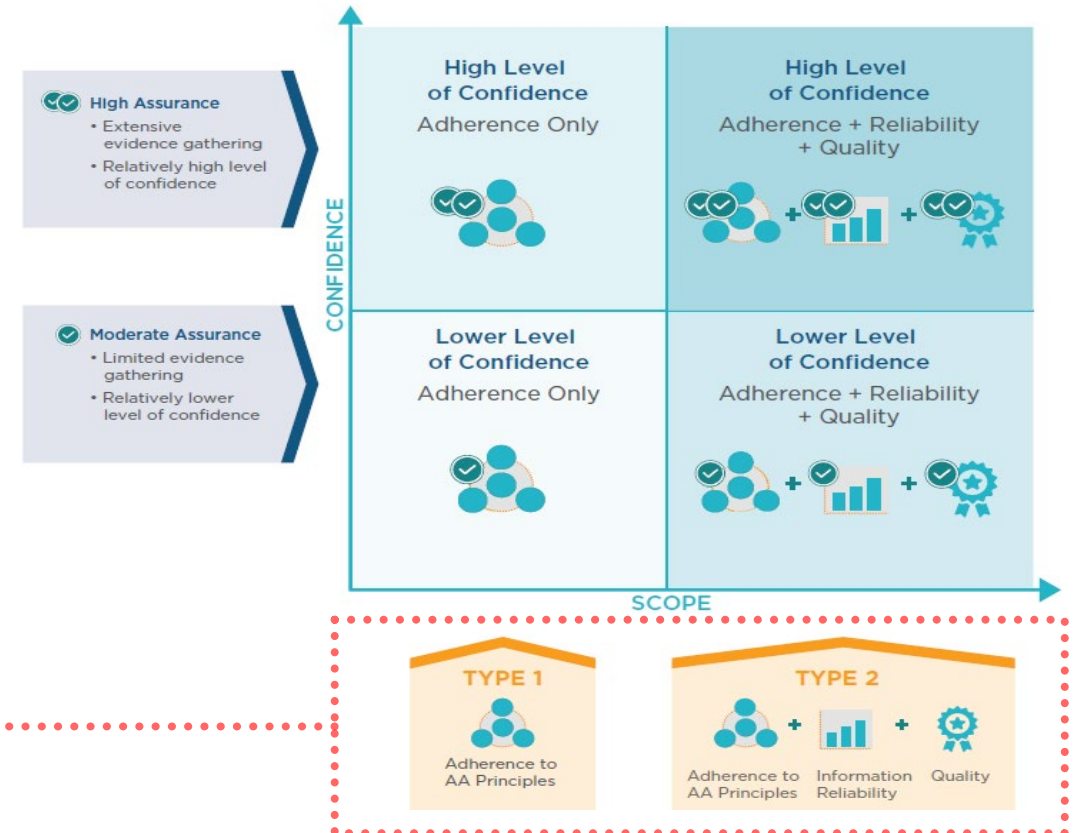 High Assurance
• Extensive
evidence gathering
• Relatively high level
of confidence
Moderate Assurance
• Limited evidence
gathering
• Relatively lower
level of confidence
CONFIDENCE
High Level
of Confidence
Adherence Only
High Level
of Confidence
Adherence + Reliability
+ Quality
+
+
Lower Level
of Confidence
Adherence Only
Lower Level
of Confidence
Adherence + Reliability
+ Quality
+
+
SCOPE
TYPE 1
Adherence to
AA Principles
TYPE 2
+
+
Adherence to
AA Principles
Information
Reliability
Quality